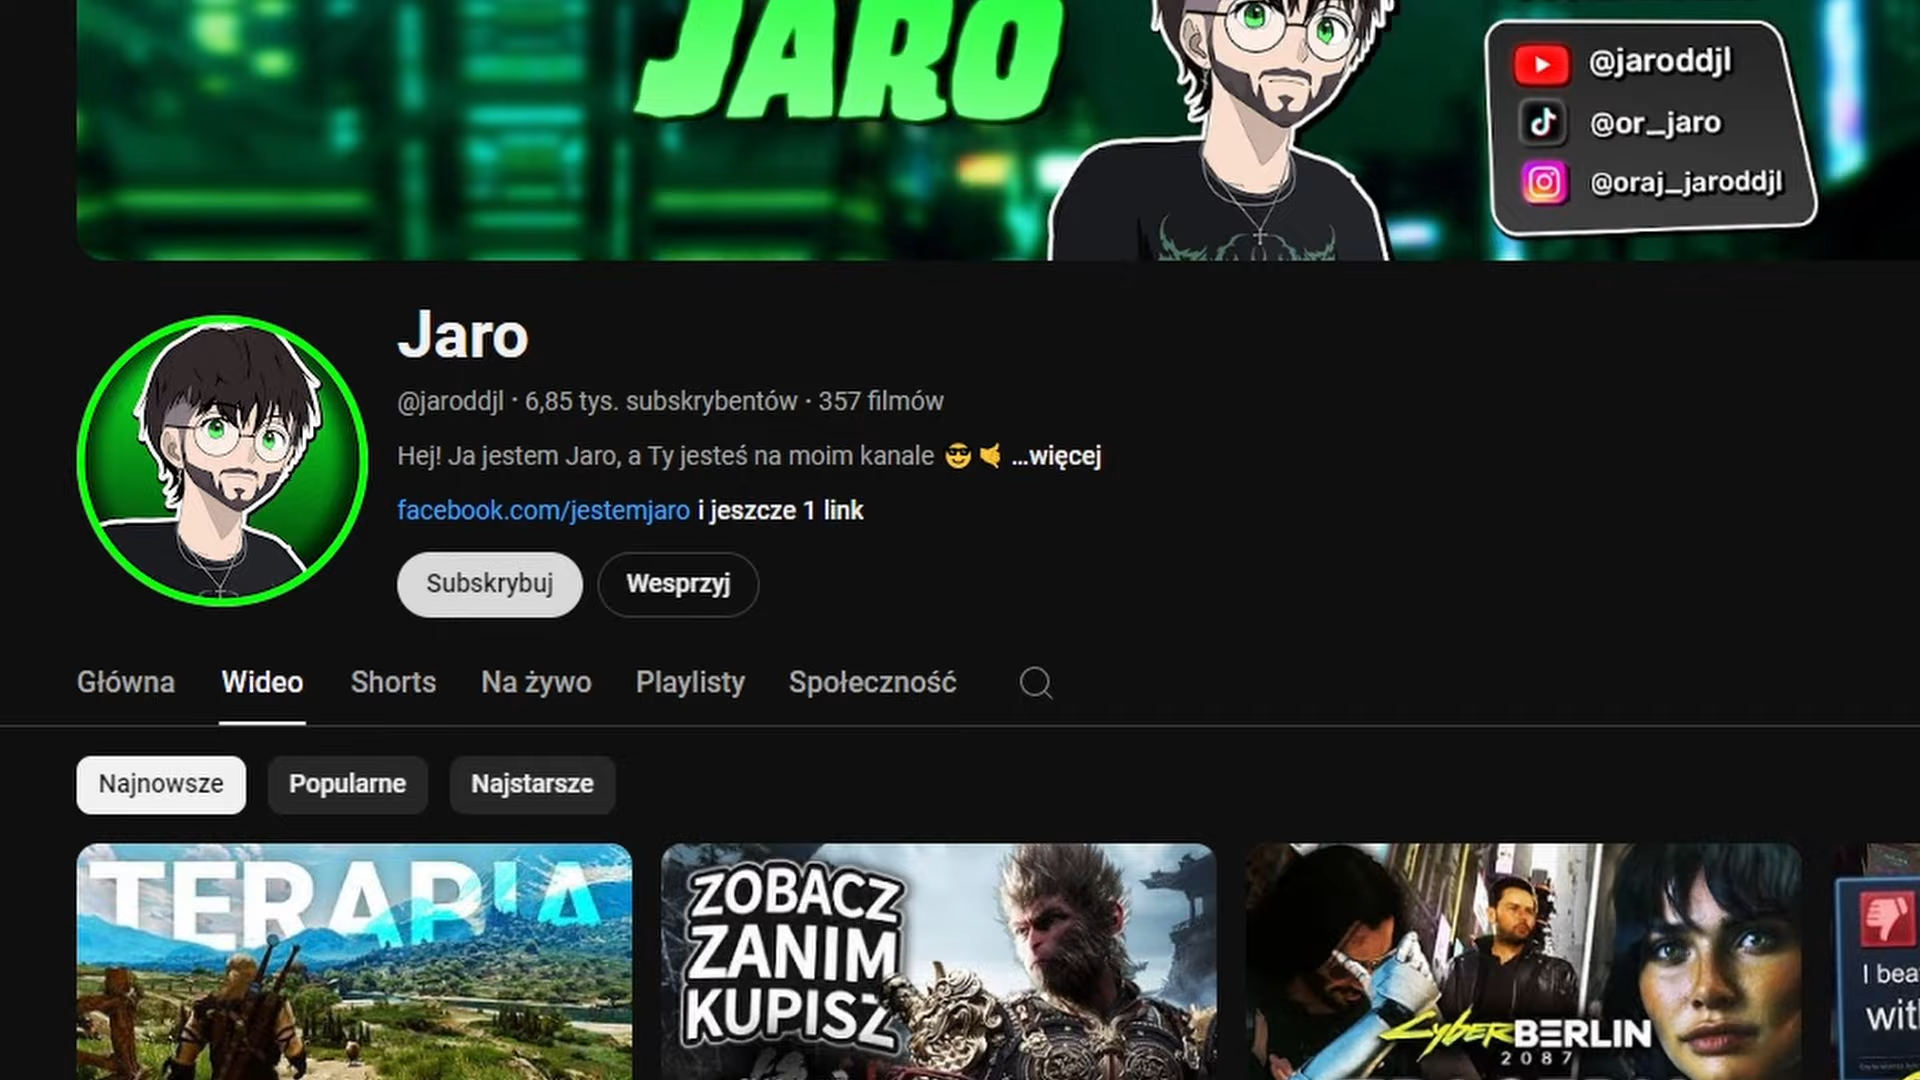 JARO
@jaroddjl
@or_jaro
@oraj_jaroddjl
Jaro
@jaroddjl · 6,85 tys. subskrybentów · 357 filmów
Hej! Ja jestem Jaro, a Ty jesteś na moim kanale 😎 🤙 ...więcej
facebook.com/jestemjaro i jeszcze 1 link
Subskrybuj Wesprzyj
Główna Wideo Shorts Na żywo Playlisty Społeczność
Najnowsze Popularne Najstarsze
TERAPIA
ZOBACZ
ZANIM
KUPISZ
CyberBERLIN
2087
I bea
with